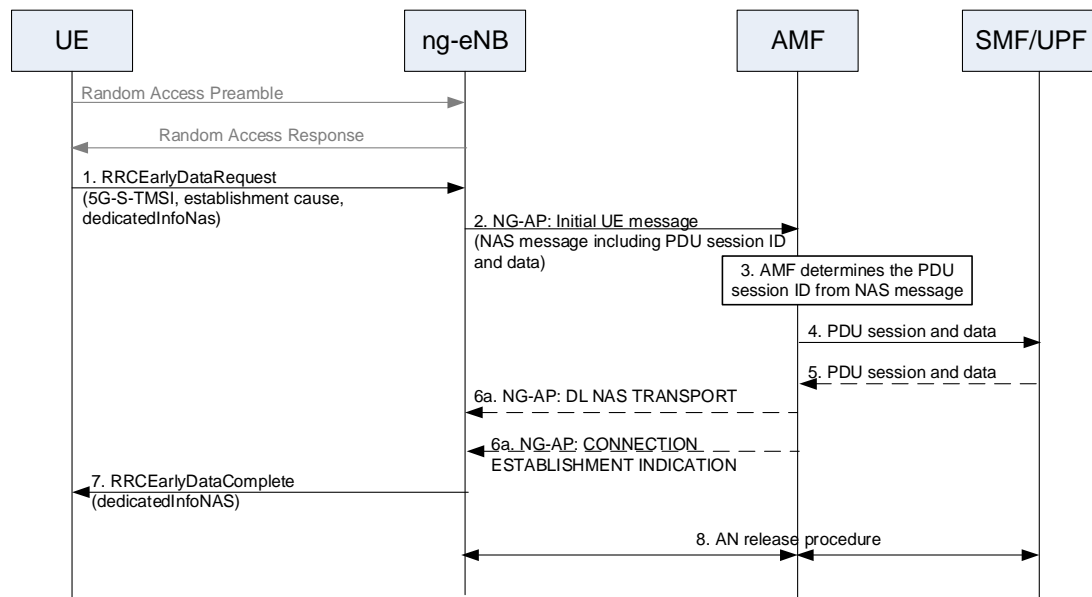 UE
ng-eNB
AMF
SMF/UPF
Random Access Preamble
Random Access Response
1. RRCEarlyDataRequest
(5G-S-TMSI, establishment cause,
dedicatedInfoNas)
2. NG-AP: Initial UE message
(NAS message including PDU session ID
and data)
3. AMF determines the PDU
session ID from NAS message
4. PDU session and data
5. PDU session and data
6a. NG-AP: DL NAS TRANSPORT
6a. NG-AP: CONNECTION
ESTABLISHMENT INDICATION
7. RRCEarlyDataComplete
(dedicatedInfoNAS)
8. AN release procedure